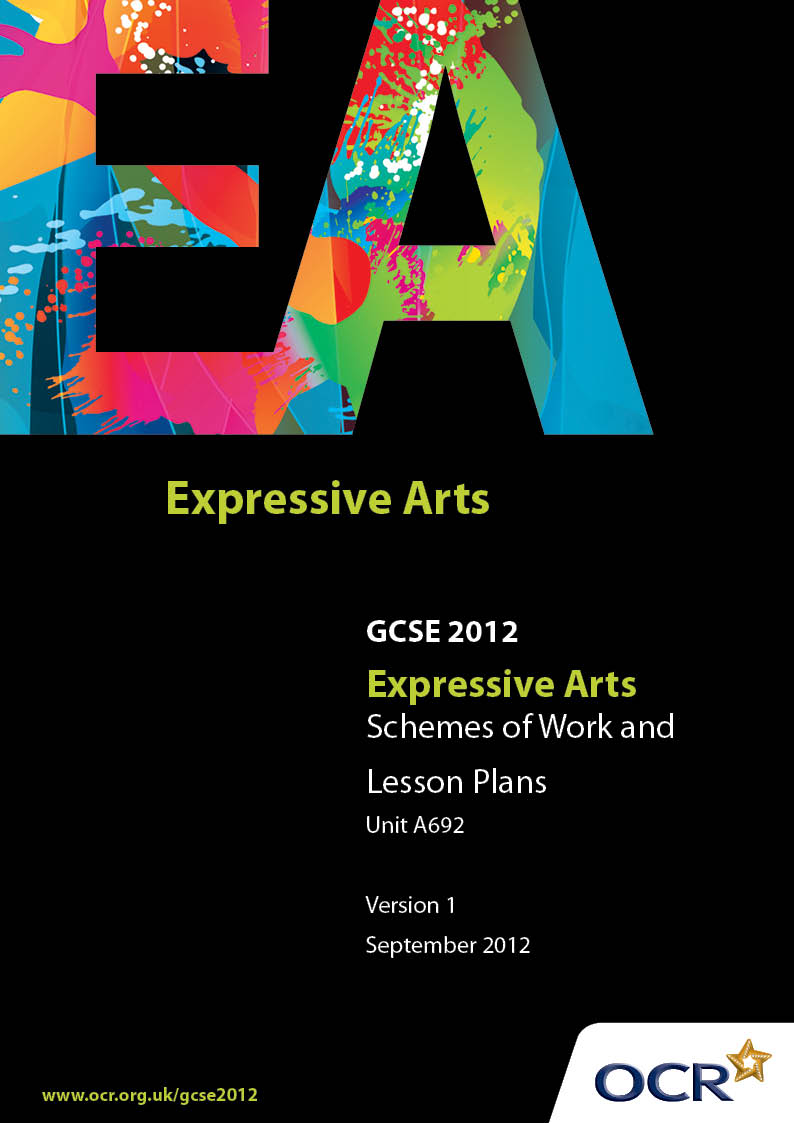 EA
Expressive Arts
GCSE 2012
Expressive Arts
Schemes of Work and
Lesson Plans
Unit A692
Version 1
September 2012
www.ocr.org.uk/gcse2012
OCR